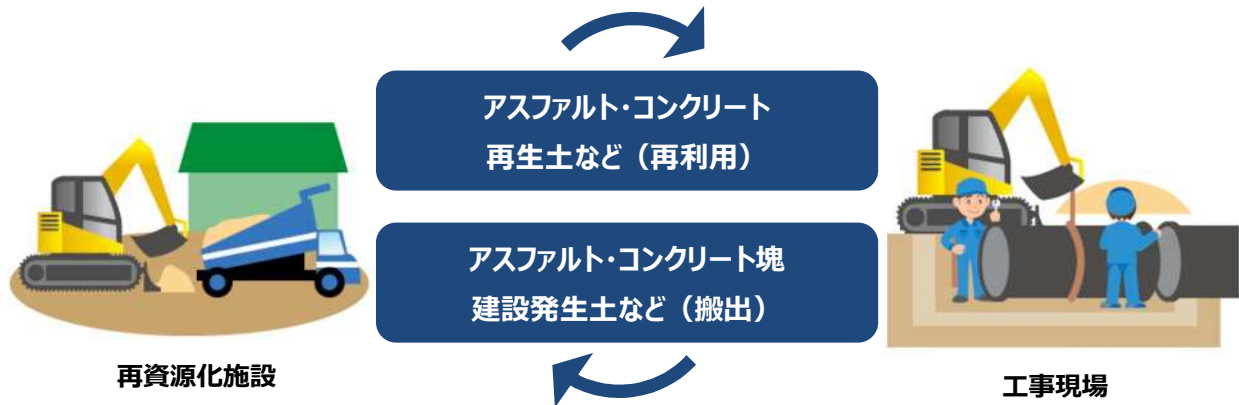 アスファルト・コンクリート
再生土など（再利用）
アスファルト・コンクリート塊
建設発生土など（搬出）
再資源化施設
工事現場